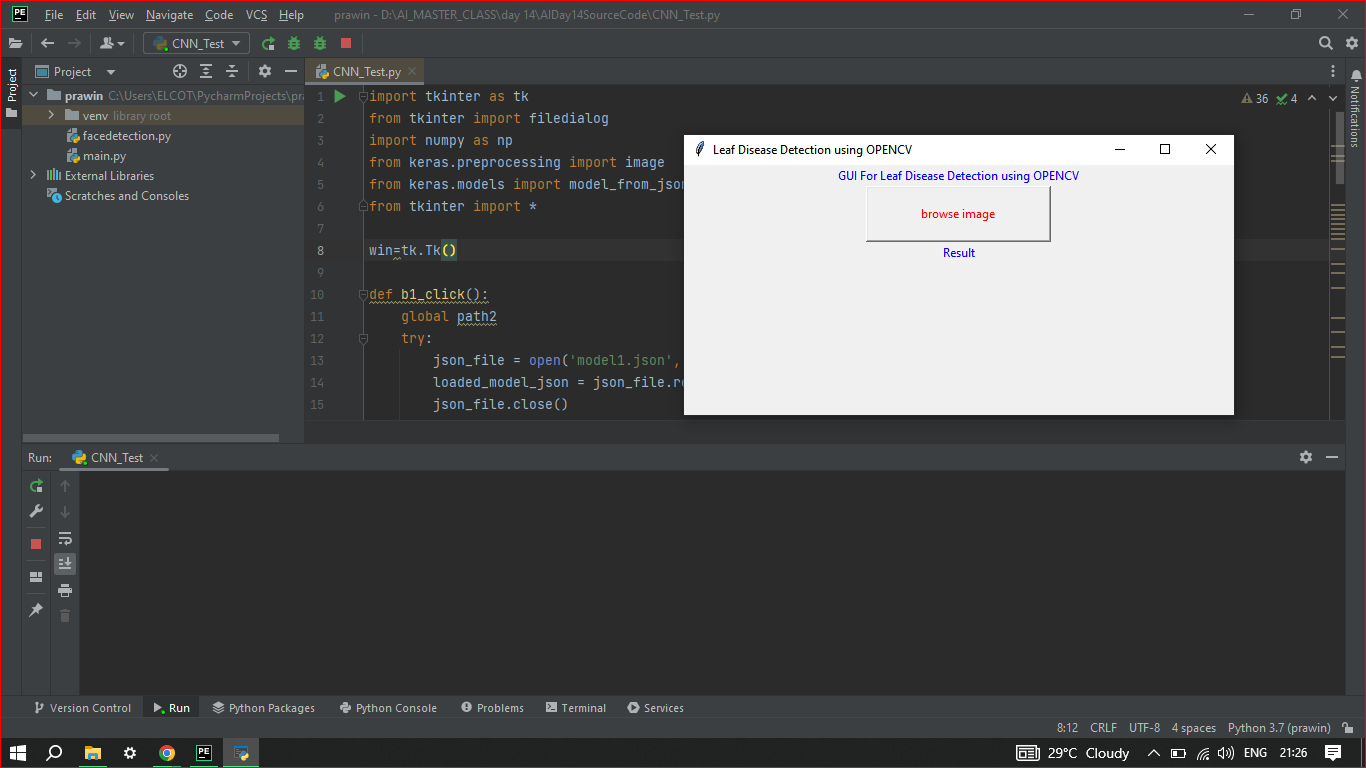 PE File Edit View Navigate Code VCS Help prawin - D:\AI_MASTER_CLASS\day 14\AIDay14SourceCode\CNN_Test.py
CNN_Test
Project
Project
prawin C:\Users\ELCOT\PycharmProjects\pra
venv library root
facedetection.py
main.py
External Libraries
Scratches and Consoles
CNN_Test.py
36 4
Notifications
1 import tkinter as tk
2 from tkinter import filedialog
3 import numpy as np
4 from keras.preprocessing import image
5 from keras.models import model_from_json
6 from tkinter import *
7
8 win=tk.Tk()
9
10 def b1_click():
11 global path2
12 try:
13 json_file = open('model1.json',
14 loaded_model_json = json_file.re
15 json_file.close()
Leaf Disease Detection using OPENCV
GUI For Leaf Disease Detection using OPENCV
browse image
Result
Run: CNN_Test
Version Control Run Python Packages Python Console Problems Terminal Services
8:12 CRLF UTF-8 4 spaces Python 3.7 (prawin)
PE 29°C Cloudy ENG 21:26